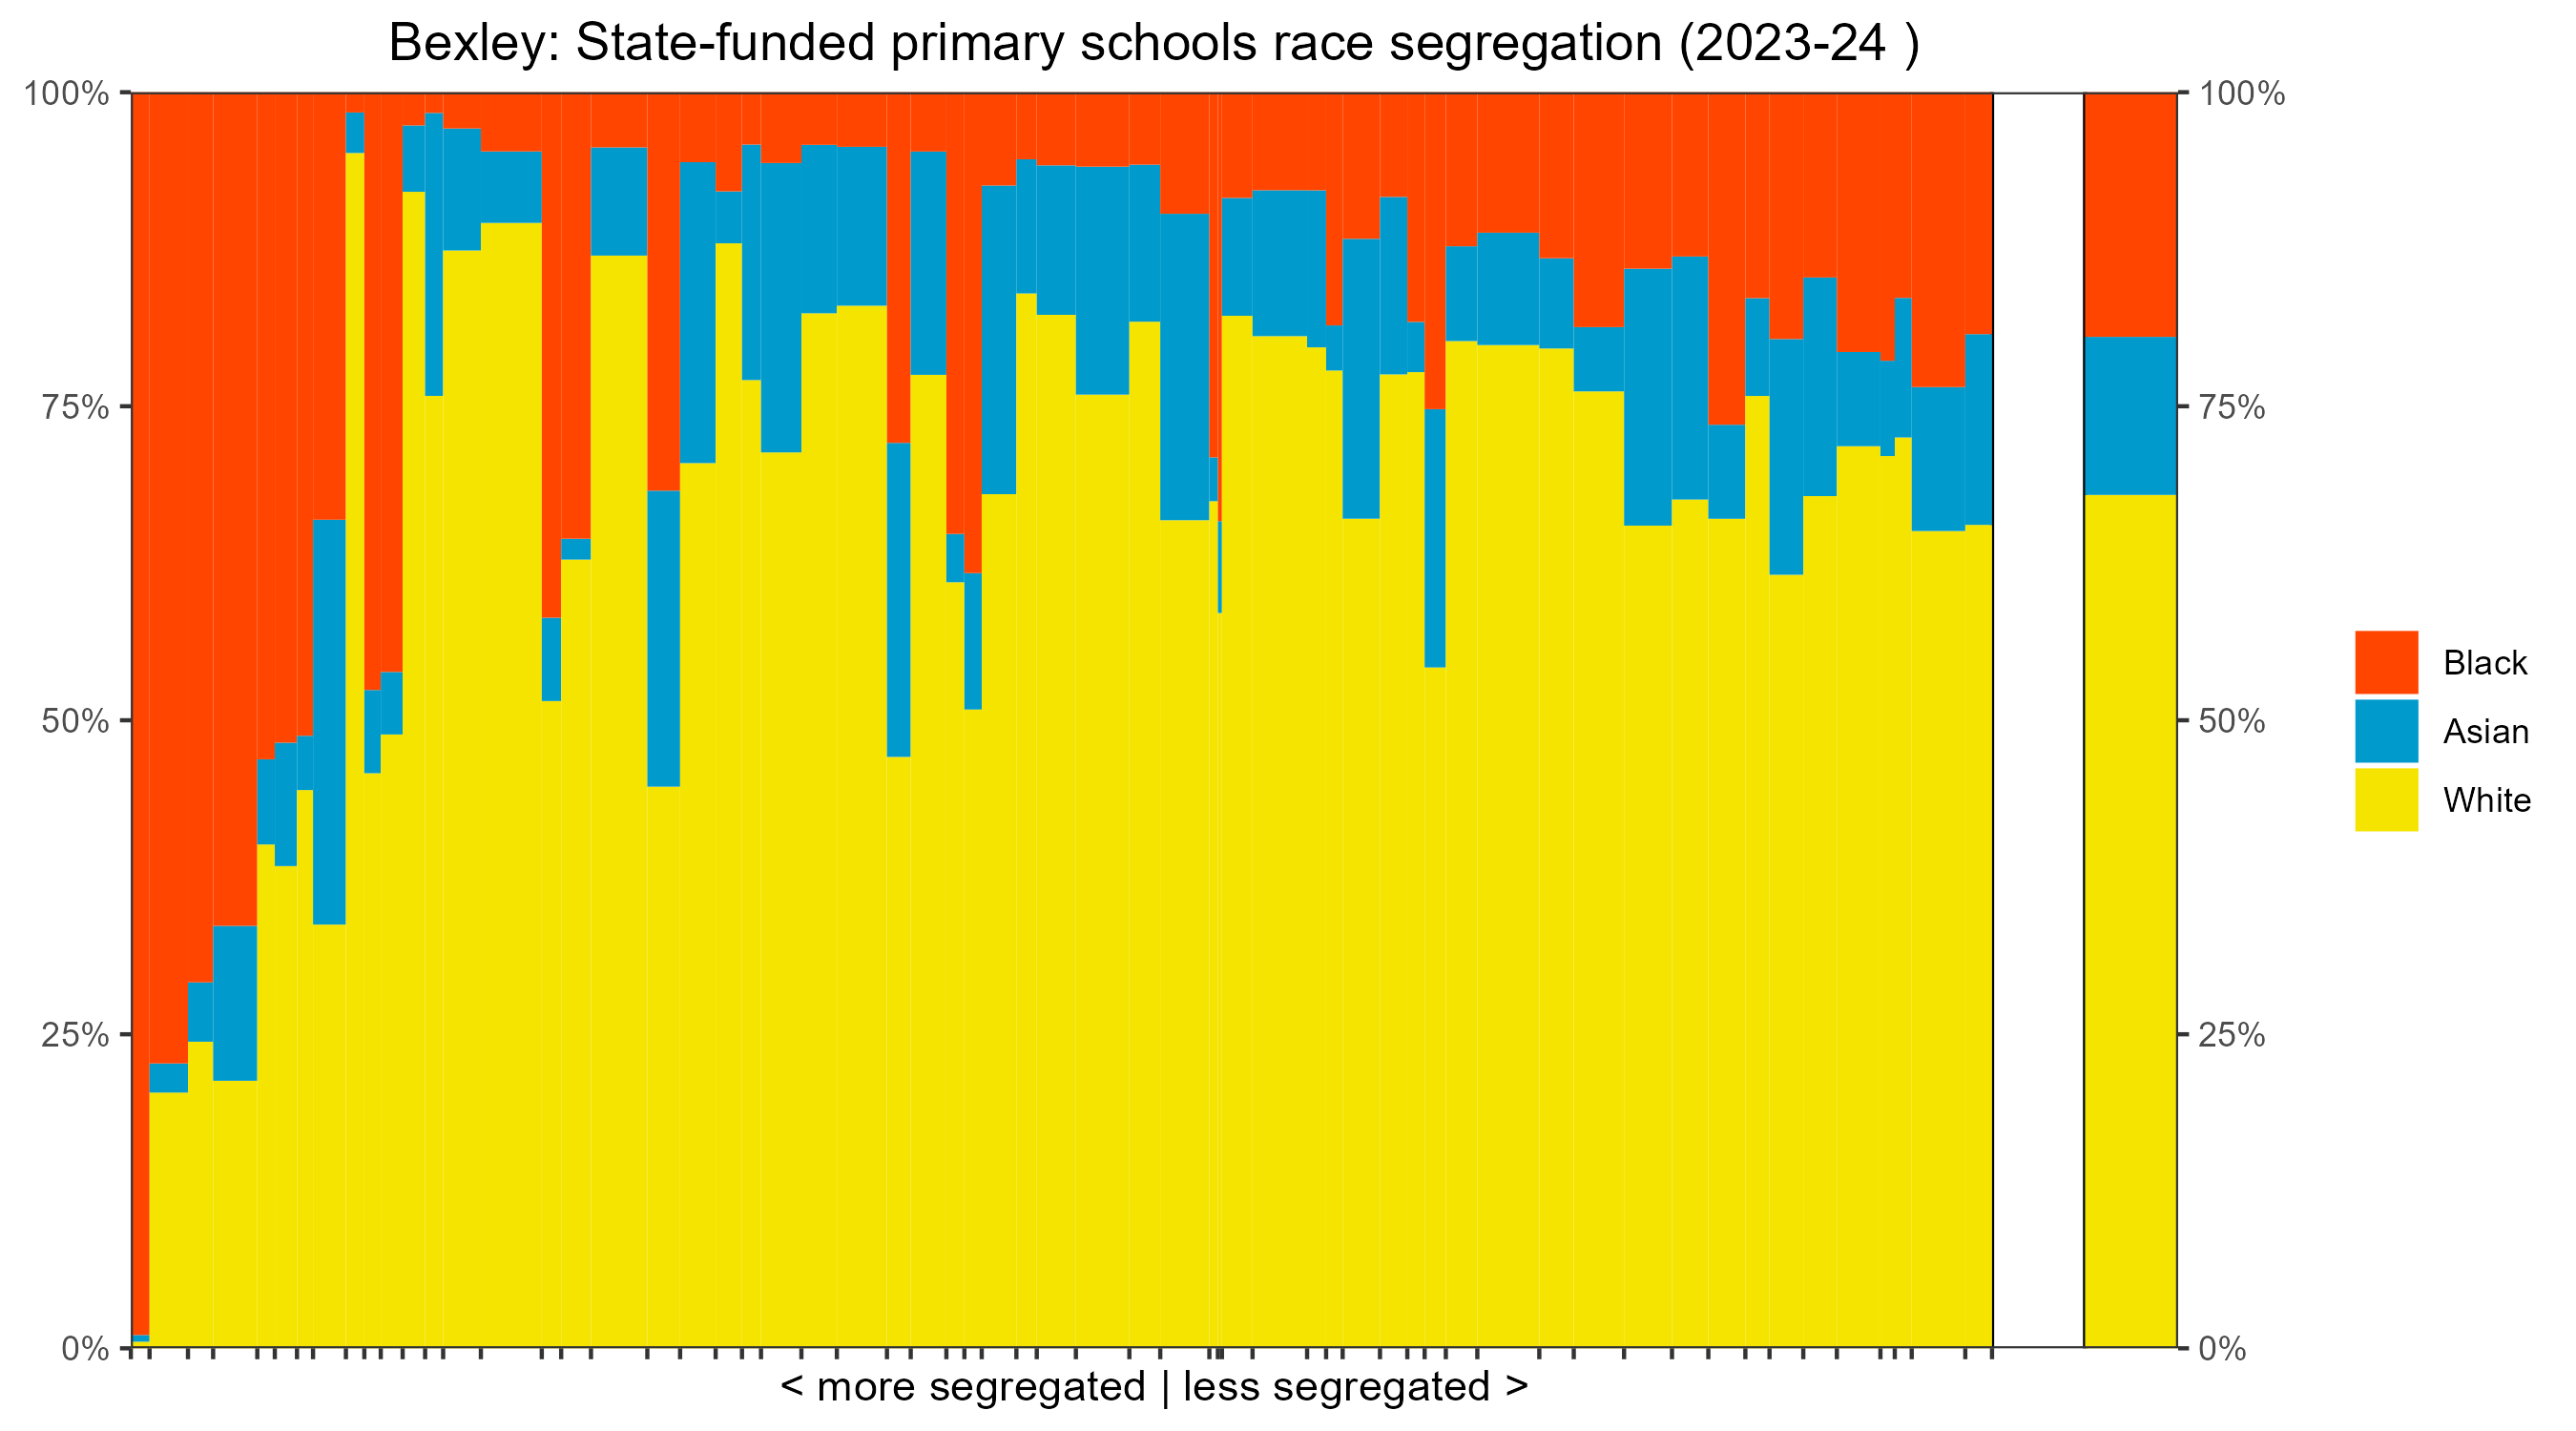 Bexley: State-funded primary schools race segregation (2023-24 )
100%
75%
50%
25%
0%
100%
75%
50%
25%
0%
Black
Asian
White
< more segregated | less segregated >